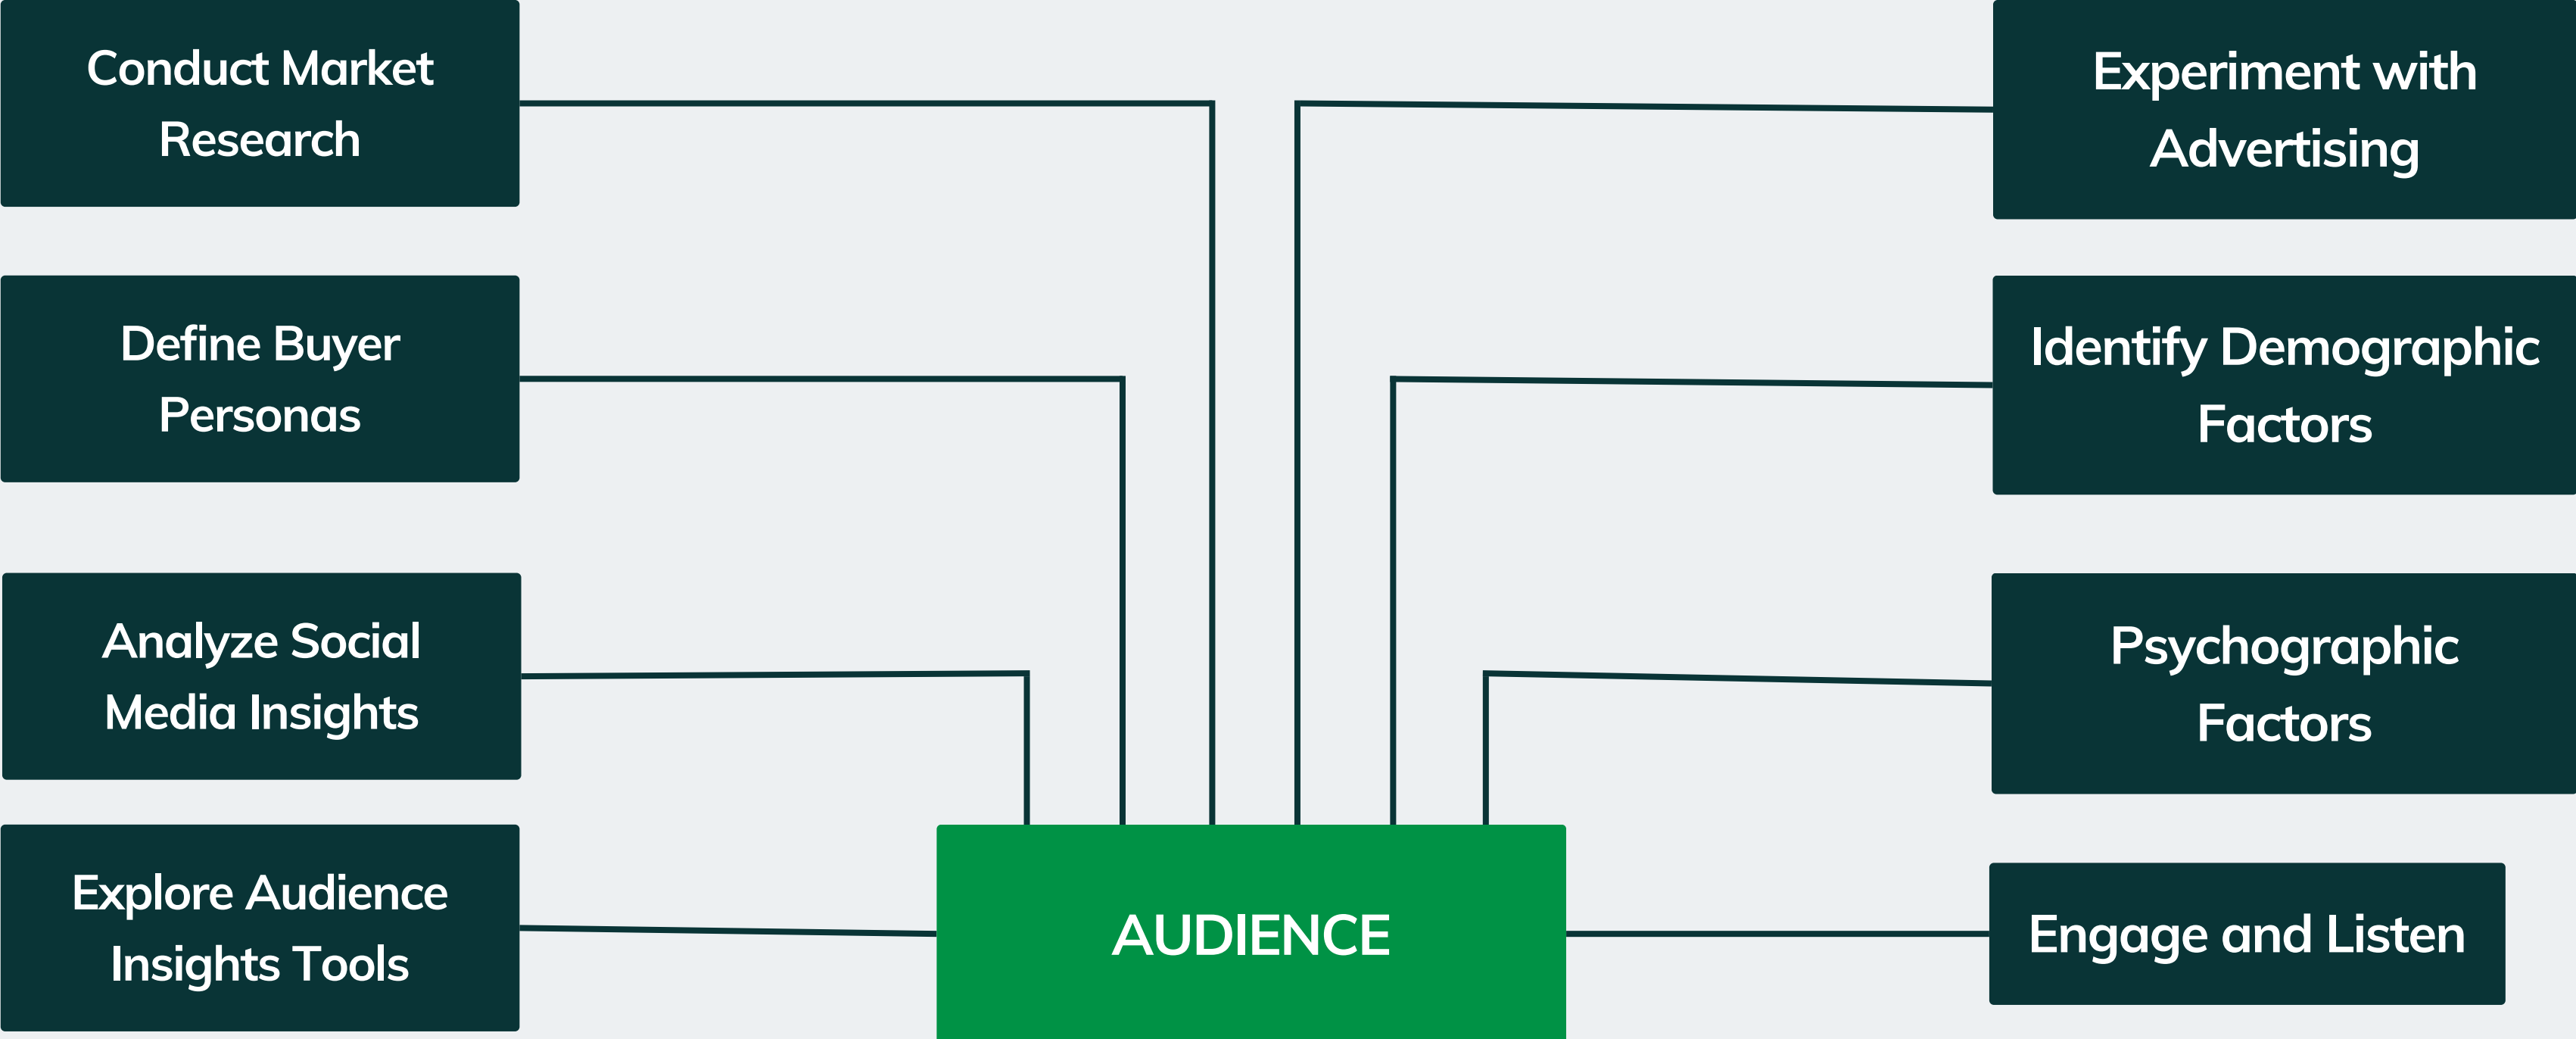 Conduct Market
Research
Define Buyer
Personas
Analyze Social
Media Insights
Explore Audience
Insights Tools
AUDIENCE
Experiment with
Advertising
Identify Demographic
Factors
Psychographic
Factors
Engage and Listen